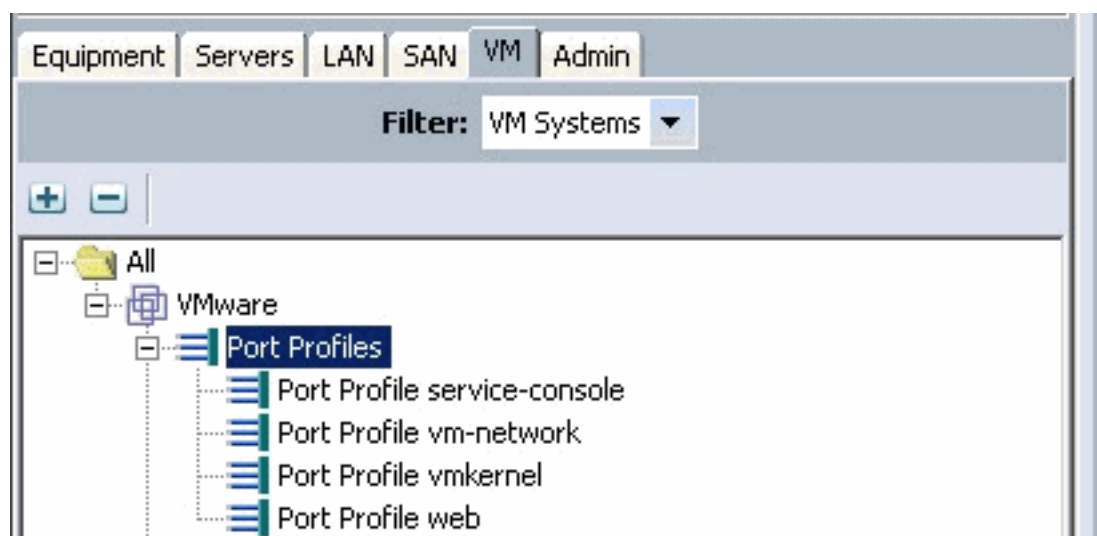 Equipment Servers LAN SAN VM Admin
Filter: VM Systems
All
VMware
Port Profiles
Port Profile service-console
Port Profile vm-network
Port Profile vmkernel
Port Profile web